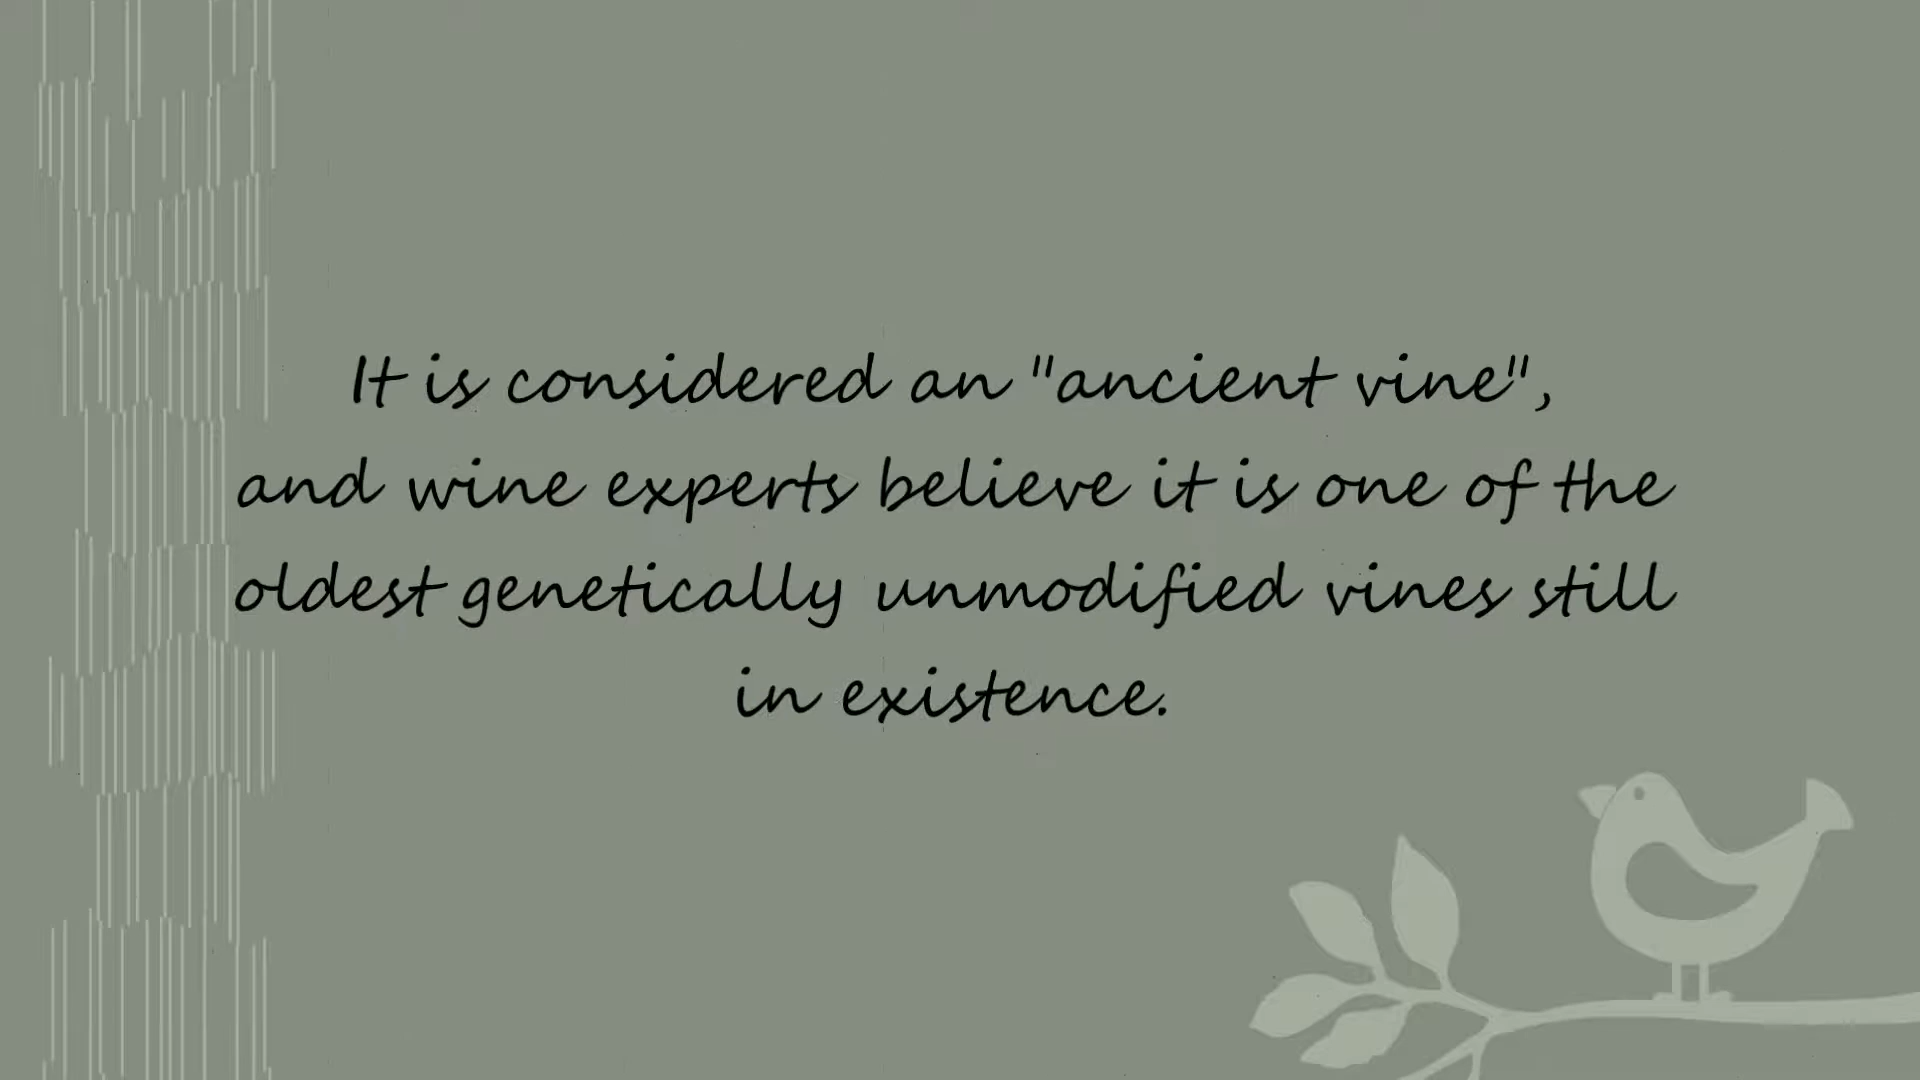 It is considered an "ancient vine",
and wine experts believe it is one of the
oldest genetically unmodified vines still
in existence.